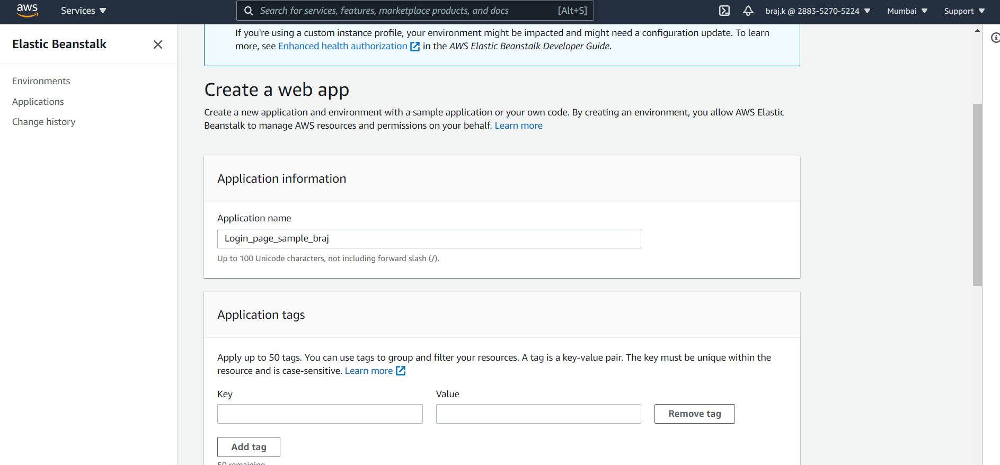 aws Services Search for services, features, marketplace products, and docs [Alt+S] braj.k @ 2883-5270-5224 Mumbai Support
Elastic Beanstalk
Environments
Applications
Change history
If you're using a custom instance profile, your environment might be impacted and might need a configuration update. To learn
more, see Enhanced health authorization in the AWS Elastic Beanstalk Developer Guide.
Create a web app
Create a new application and environment with a sample application or your own code. By creating an environment, you allow AWS Elastic
Beanstalk to manage AWS resources and permissions on your behalf. Learn more
Application information
Application name
Login_page_sample_braj
Up to 100 Unicode characters, not including forward slash (/).
Application tags
Apply up to 50 tags. You can use tags to group and filter your resources. A tag is a key-value pair. The key must be unique within the
resource and is case-sensitive. Learn more
Key Value
Remove tag
Add tag
50 remaining